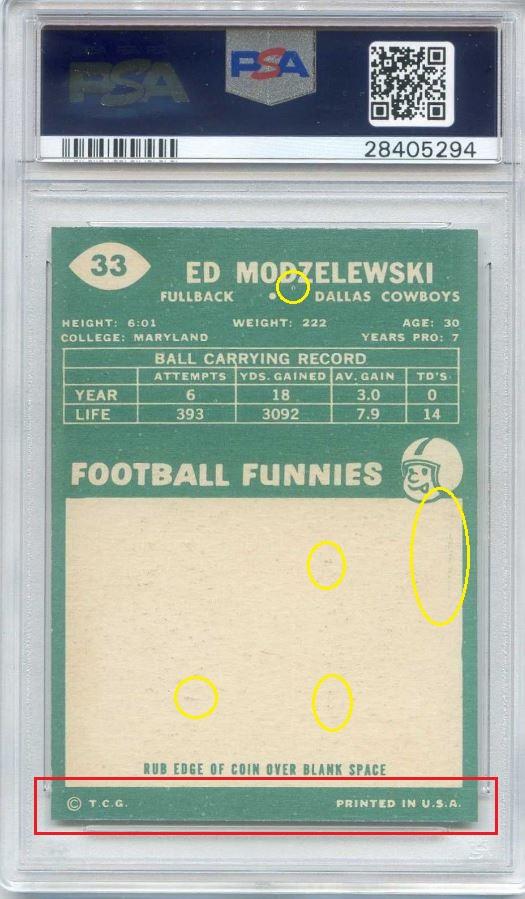 PSA PSA
28405294
33
ED MODZELEWSKI
FULLBACK • DALLAS COWBOYS
HEIGHT: 6:01 WEIGHT: 222 AGE: 30
COLLEGE: MARYLAND YEARS PRO: 7
BALL CARRYING RECORD
ATTEMPTS YDS. GAINED AV. GAIN TD'S
YEAR 6 18 3.0 0
LIFE 393 3092 7.9 14
FOOTBALL FUNNIES
RUB EDGE OF COIN OVER BLANK SPACE
© T.C.G. PRINTED IN U.S.A.